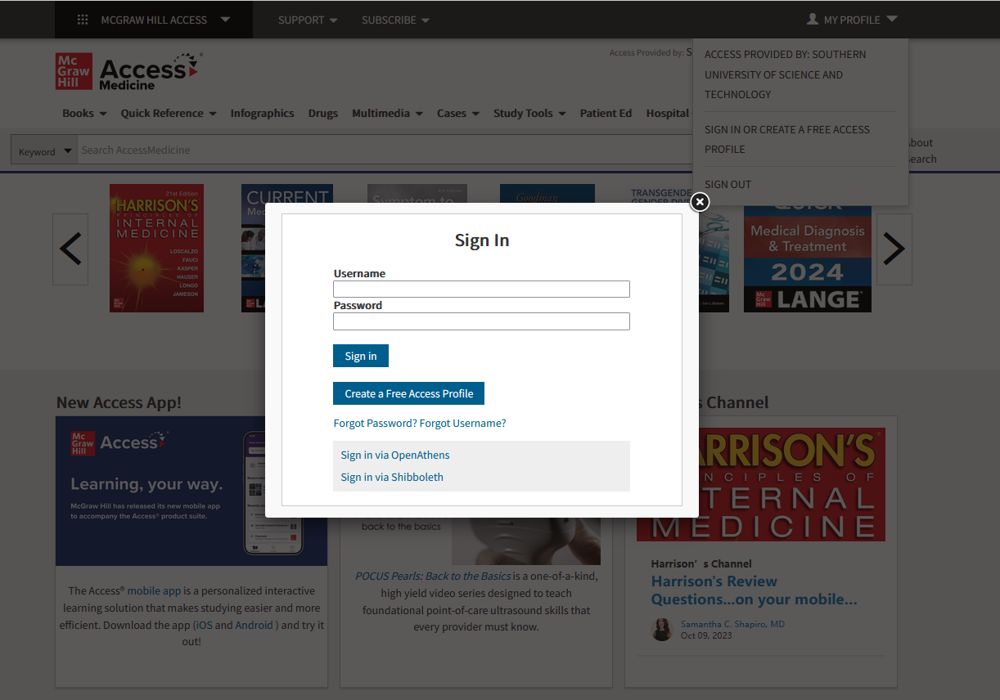 MCGRAW HILL ACCESS
SUPPORT
SUBSCRIBE
MY PROFILE
Mc
Graw
Hill
Access
Medicine
Access Provided by: S
ACCESS PROVIDED BY: SOUTHERN
UNIVERSITY OF SCIENCE AND
TECHNOLOGY
SIGN IN OR CREATE A FREE ACCESS
PROFILE
SIGN OUT
Books
Quick Reference
Infographics
Drugs
Multimedia
Cases
Study Tools
Patient Ed
Hospital
Keyword
Search AccessMedicine
About
Search
21st Edition
HARRISON'S
PRINCIPLES OF
INTERNAL
MEDICINE
LOSCALZO
FAUCI
KASPER
HAUSER
LONGO
JAMESON
CURRENT
Symptom to
Goodman
QUICK
Medical Diagnosis
& Treatment
2024
Mc
Graw
Hill
LANGE
Sign In
Username
Password
Sign in
Create a Free Access Profile
Forgot Password? Forgot Username?
Sign in via OpenAthens
Sign in via Shibboleth
New Access App!
Mc
Graw
Hill
Access
Learning, your way.
McGraw Hill has released its new mobile app
to accompany the Access® product suite.
The Access® mobile app is a personalized interactive
learning solution that makes studying easier and more
efficient. Download the app (iOS and Android ) and try it
out!
back to the basics
POCUS Pearls: Back to the Basics is a one-of-a-kind,
high yield video series designed to teach
foundational point-of-care ultrasound skills that
every provider must know.
s Channel
ARRISON'S
INCIPLES OF
TERNAL
MEDICINE
Harrison’s Channel
Harrison's Review
Questions...on your mobile...
Samantha C. Shapiro, MD
Oct 09, 2023